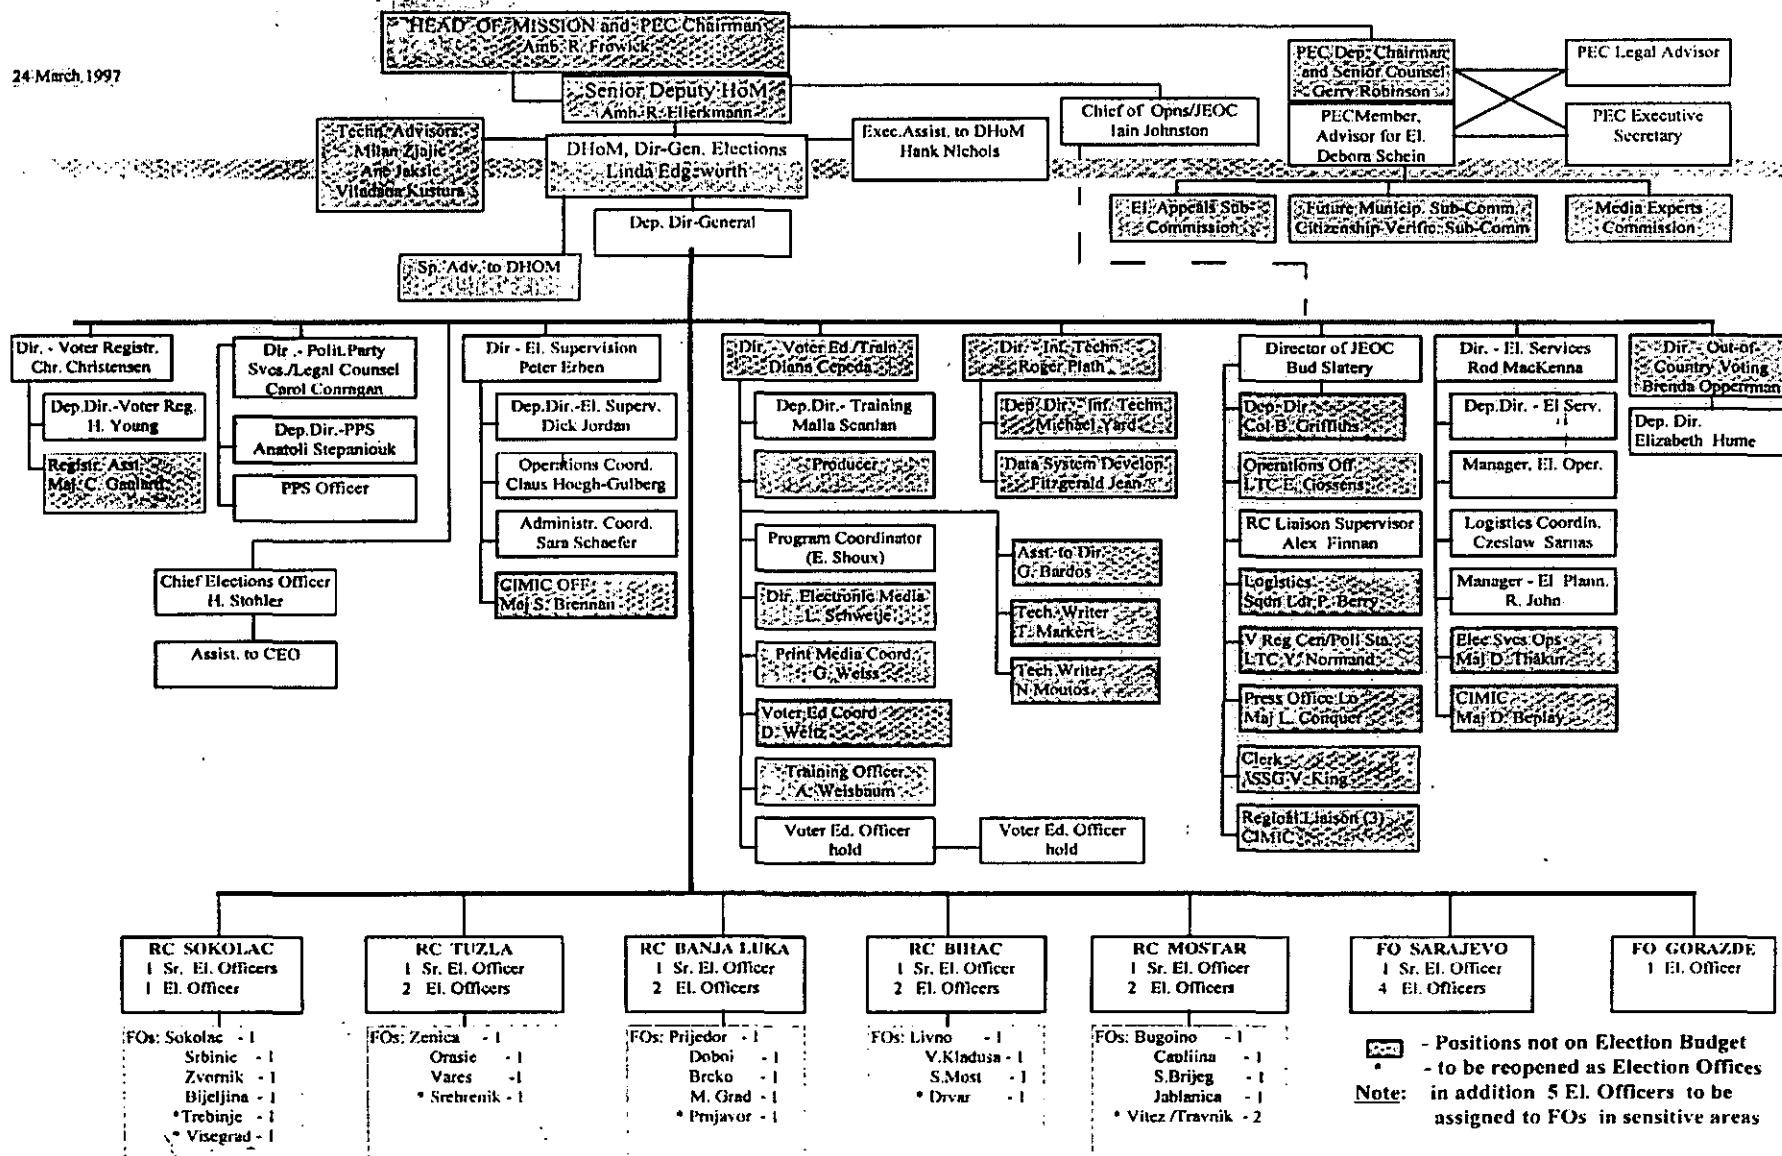 HEAD OF MISSION and PEC Chairman
Amb. R. Frowick
24 March, 1997
Senior Deputy HoM
Amb. R. Ellerkmann
PEC Dep. Chairman
and Senior Counsel
Gerry Robinson
PEC Legal Advisor
Chief of Opns/JEOC
Iain Johnston
PECMember,
Advisor for El.
Debora Schein
PEC Executive
Secretary
Techn. Advisors
Milan Zjajic
Ante Jaksic
Viladana Kustura
DHoM, Dir-Gen. Elections
Linda Edgeworth
Exec.Assist. to DHoM
Hank Nichols
Dep. Dir-General
Sp. Adv. to DHOM
El. Appeals Sub-
Commission
Future Municip. Sub-Comm.
Citizenship Verific. Sub-Comm
Media Experts
Commission
Dir. - Voter Registr.
Chr. Christensen
Dep.Dir.-Voter Reg.
H. Young
Registr. Asst.
Maj. C.
Dir .- Polit.Party
Svcs./Legal Counsel
Carol Corrigan
Dep.Dir.-PPS
Anatoli Stepaniouk
PPS Officer
Chief Elections Officer
H. Stohler
Assist. to CEO
Dir - El. Supervision
Peter Erben
Dep.Dir.-El. Superv.
Dick Jordan
Operations Coord.
Claus Hoegh-Gulberg
Administr. Coord.
Sara Schaefer
CIMIC OFF
Maj S. Brennan
Dir. - Voter Ed./Train
Diana Cepeda
Dep.Dir.- Training
Malla Scanlan
Producer
Program Coordinator
(E. Shoux)
Dir. Electronic Media
L. Schwetje
Print Media Coord.
G. Weiss
Voter Ed Coord
D. Weitz
Training Officer
A. Weisbaum
Voter Ed. Officer
hold
Voter Ed. Officer
hold
Asst. to Dir.
G. Bardos
Tech. Writer
T. Markert
Tech Writer
N Moutos
Dir. - Inf. Techn.
Roger Plath
Dep. Dir. - Inf. Techn.
Michael Yard
Data System Develop
Fitzgerald Jean
Director of JEOC
Bud Slatery
Dep. Dir.
Col B. Griffiths
Operations Off
LTC E. Gossens
RC Liaison Supervisor
Alex Finnan
Logistics
Sqdn Ldr P. Berry
V Reg Cen/Poll Sta.
LTC Y. Normand
Press Office Lo
Maj L. Conquer
Clerk
ASSG V. King
Regional Liaison (3)
CIMIC
Dir. - El. Services
Rod MacKenna
Dep.Dir. - El Serv.
Manager, El. Oper.
Logistics Coordin.
Czeslaw Sarnas
Manager - El Plann.
R. John
Elec Svcs Ops
Maj D. Thakur
CIMIC
Maj D. Beplay
Dir. - Out-of
Country Voting
Brenda Opperman
Dep. Dir.
Elizabeth Hume
RC SOKOLAC
1 Sr. El. Officers
1 El. Officer
RC TUZLA
1 Sr. El. Officer
2 El. Officers
RC BANJA LUKA
1 Sr. El. Officer
2 El. Officers
RC BIHAC
1 Sr. El. Officer
2 El. Officers
RC MOSTAR
1 Sr. El. Officer
2 El. Officers
FO SARAJEVO
1 Sr. El. Officer
4 El. Officers
FO GORAZDE
1 El. Officer
FOs: Sokolac - 1
Srbinic - 1
Zvornik - 1
Bijeljina - 1
* Trebinje - 1
* Visegrad - 1
FOs: Zenica - 1
Orasie - 1
Vares - 1
* Srebrenik - 1
FOs: Prijedor - 1
Doboi - 1
Brcko - 1
M. Grad - 1
* Prnjavor - 1
FOs: Livno - 1
V.Kladusa - 1
S.Most - 1
* Drvar - 1
FOs: Bugoino - 1
Capliina - 1
S.Brijeg - 1
Jablanica - 1
* Vitez /Travnik - 2
- Positions not on Election Budget
* - to be reopened as Election Offices
Note: in addition 5 El. Officers to be
assigned to FOs in sensitive areas